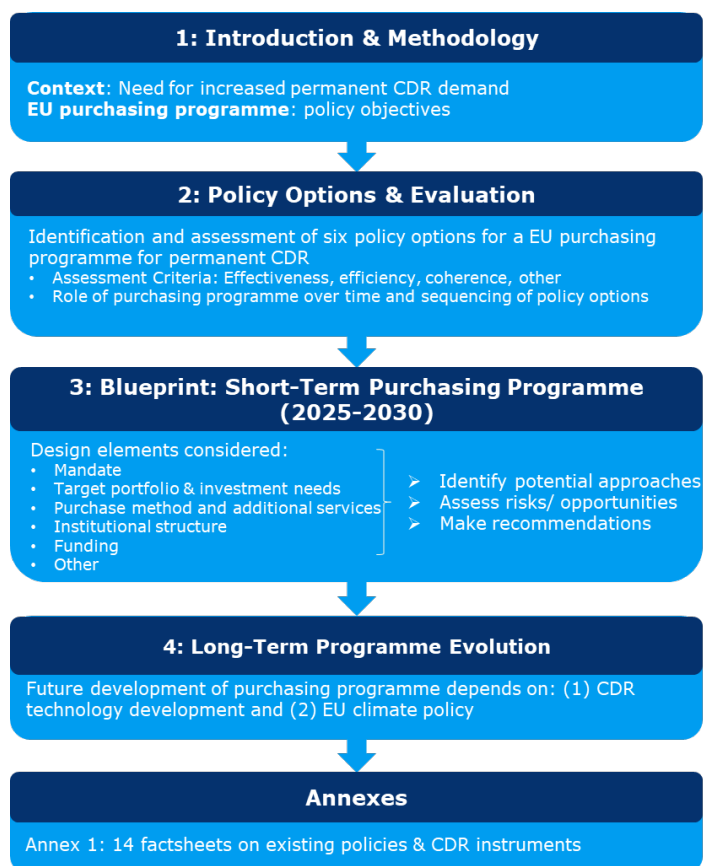 1: Introduction & Methodology
Context: Need for increased permanent CDR demand
EU purchasing programme: policy objectives
2: Policy Options & Evaluation
Identification and assessment of six policy options for a EU purchasing
programme for permanent CDR
• Assessment Criteria: Effectiveness, efficiency, coherence, other
• Role of purchasing programme over time and sequencing of policy options
3: Blueprint: Short-Term Purchasing Programme
(2025-2030)
Design elements considered:
• Mandate
• Target portfolio & investment needs
• Purchase method and additional services
• Institutional structure
• Funding
• Other
➢ Identify potential approaches
➢ Assess risks/ opportunities
➢ Make recommendations
4: Long-Term Programme Evolution
Future development of purchasing programme depends on: (1) CDR
technology development and (2) EU climate policy
Annexes
Annex 1: 14 factsheets on existing policies & CDR instruments